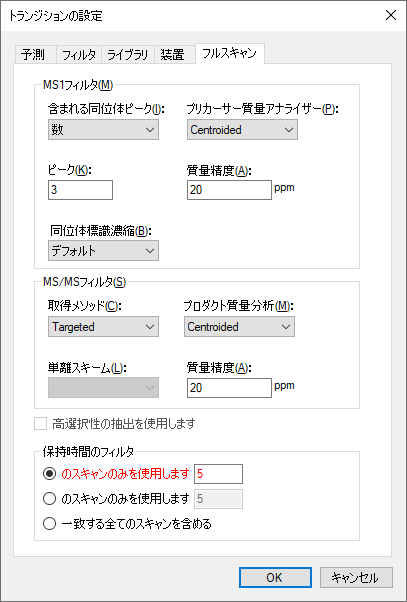 トランジションの設定
予測 フィルタ ライブラリ 装置 フルスキャン
MS1フィルタ(M)
含まれる同位体ピーク(I): プリカーサー質量アナライザー(P):
数 Centroided
ピーク(K): 質量精度(A):
3 20 ppm
同位体標識濃縮(B):
デフォルト
MS/MSフィルタ(S)
取得メソッド(C): プロダクト質量分析(M):
Targeted Centroided
単離スキーム(L): 質量精度(A):
20 ppm
高選択性の抽出を使用します
保持時間のフィルタ
のスキャンのみを使用します 5
のスキャンのみを使用します 5
一致する全てのスキャンを含める
OK キャンセル